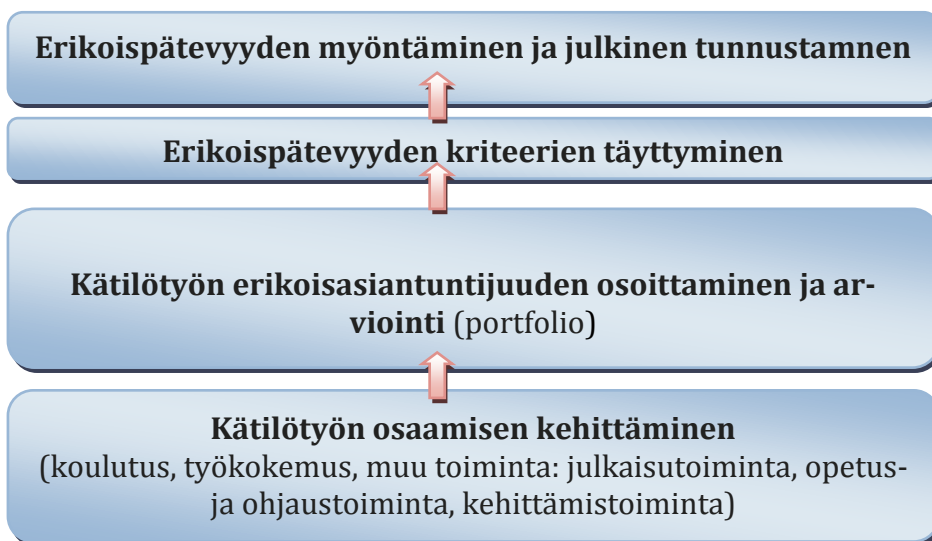 Erikoispätevyyden myöntäminen ja julkinen tunnustamnen
Erikoispätevyyden kriteerien täyttyminen
Kätilötyön erikoisasiantuntijuuden osoittaminen ja ar-
viointi (portfolio)
Kätilötyön osaamisen kehittäminen
(koulutus, työkokemus, muu toiminta: julkaisutoiminta, opetus-
ja ohjaustoiminta, kehittämistoiminta)